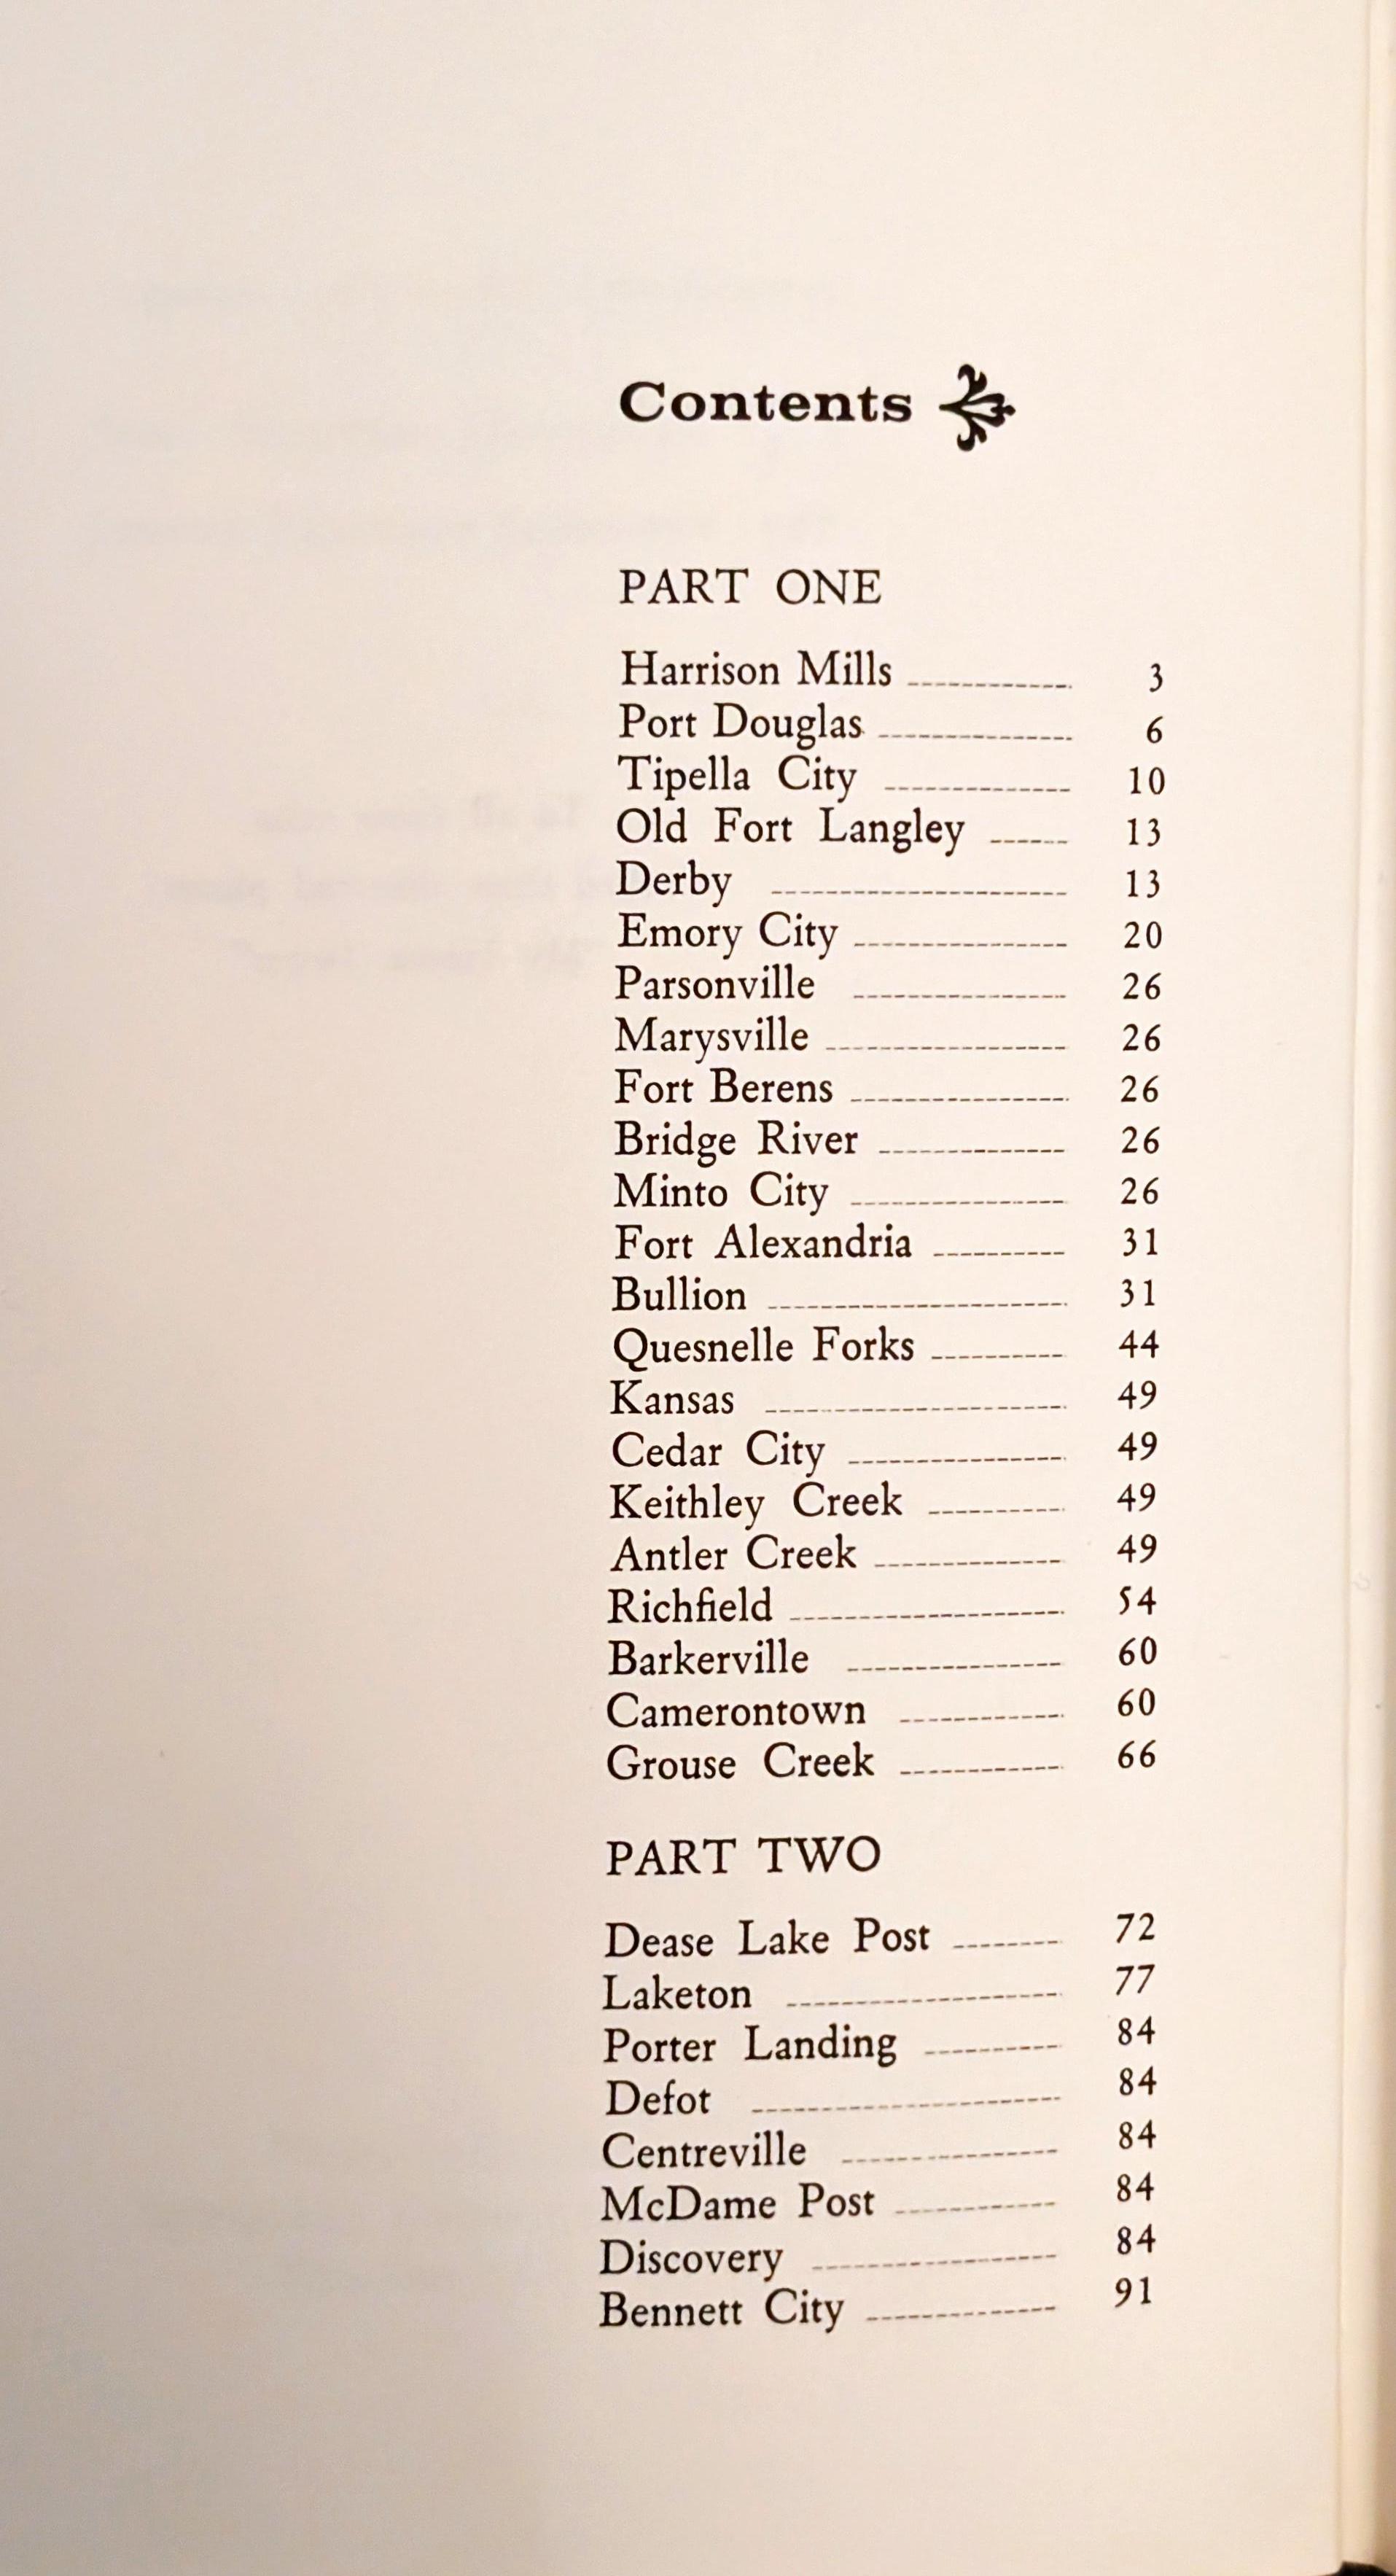 Contents
PART ONE
Harrison Mills 3
Port Douglas 6
Tipella City 10
Old Fort Langley 13
Derby 13
Emory City 20
Parsonville 26
Marysville 26
Fort Berens 26
Bridge River 26
Minto City 26
Fort Alexandria 31
Bullion 31
Quesnelle Forks 44
Kansas 49
Cedar City 49
Keithley Creek 49
Antler Creek 49
Richfield 54
Barkerville 60
Camerontown 60
Grouse Creek 66
PART TWO
Dease Lake Post 72
Laketon 77
Porter Landing 84
Defot 84
Centreville 84
McDame Post 84
Discovery 84
Bennett City 91